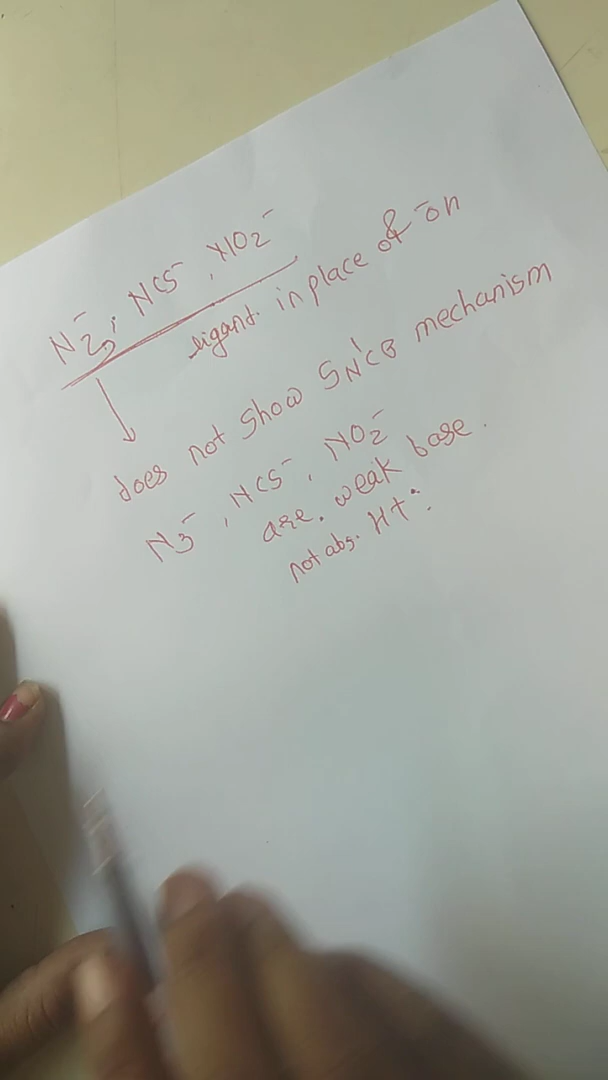 N3⁻, NCS⁻, NO2⁻
ligant in place of ⁻OH
does not show SN¹CB mechanism
N3⁻, NCS⁻, NO2⁻
are. weak base.
not abs. H+.